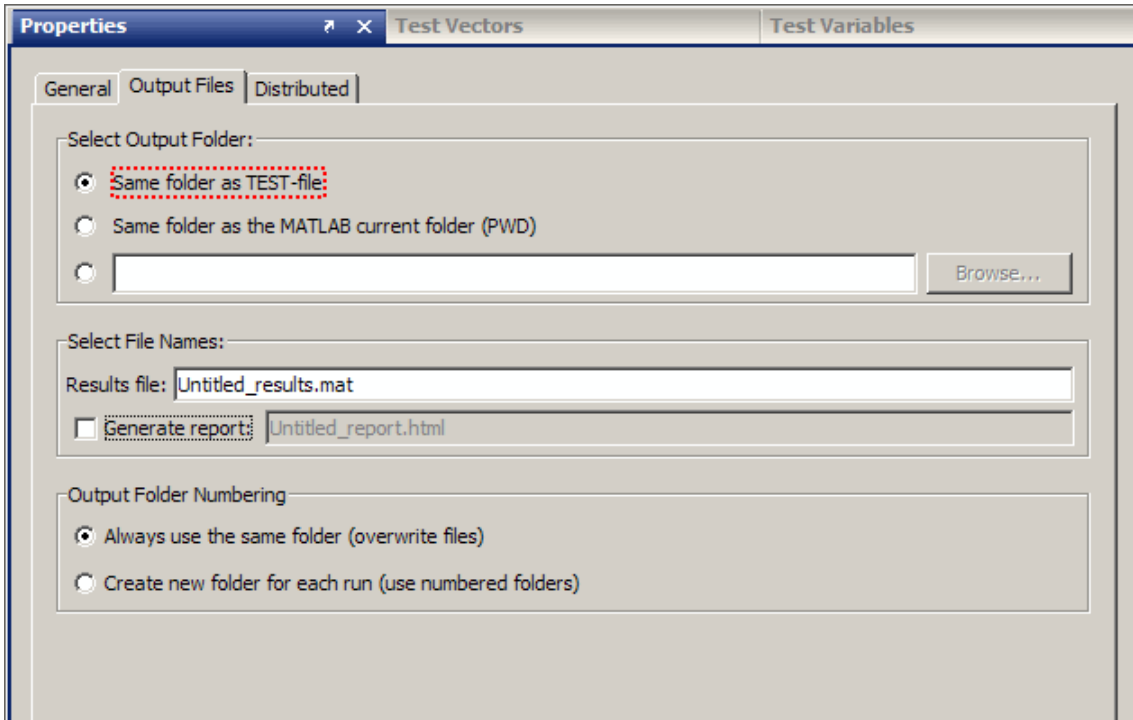 Properties Test Vectors Test Variables
General Output Files Distributed
Select Output Folder:
Same folder as TEST-file
Same folder as the MATLAB current folder (PWD)
Browse...
Select File Names:
Results file: Untitled_results.mat
Generate report: Untitled_report.html
Output Folder Numbering
Always use the same folder (overwrite files)
Create new folder for each run (use numbered folders)